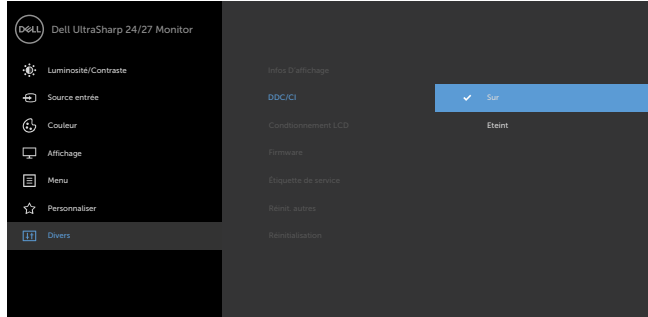 DELL Dell UltraSharp 24/27 Monitor
Luminosité/Contraste
Source entrée
Couleur
Affichage
Menu
Personnaliser
Divers
Infos D'affichage
DDC/CI
Conditionnement LCD
Firmware
Étiquette de service
Réinit. autres
Réinitialisation
Sur
Eteint